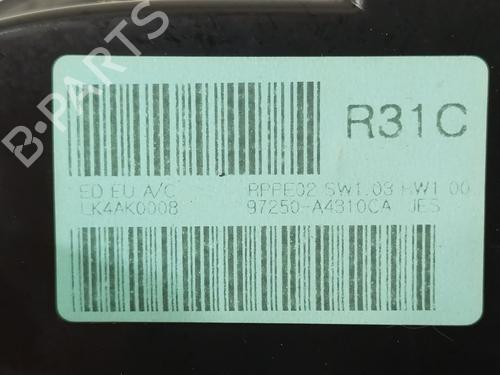 B-PARTS
R31C
ED EU A/C RPPE02 SW1.03 HW1.00
LK4AK0008 97250-A4310CA JES